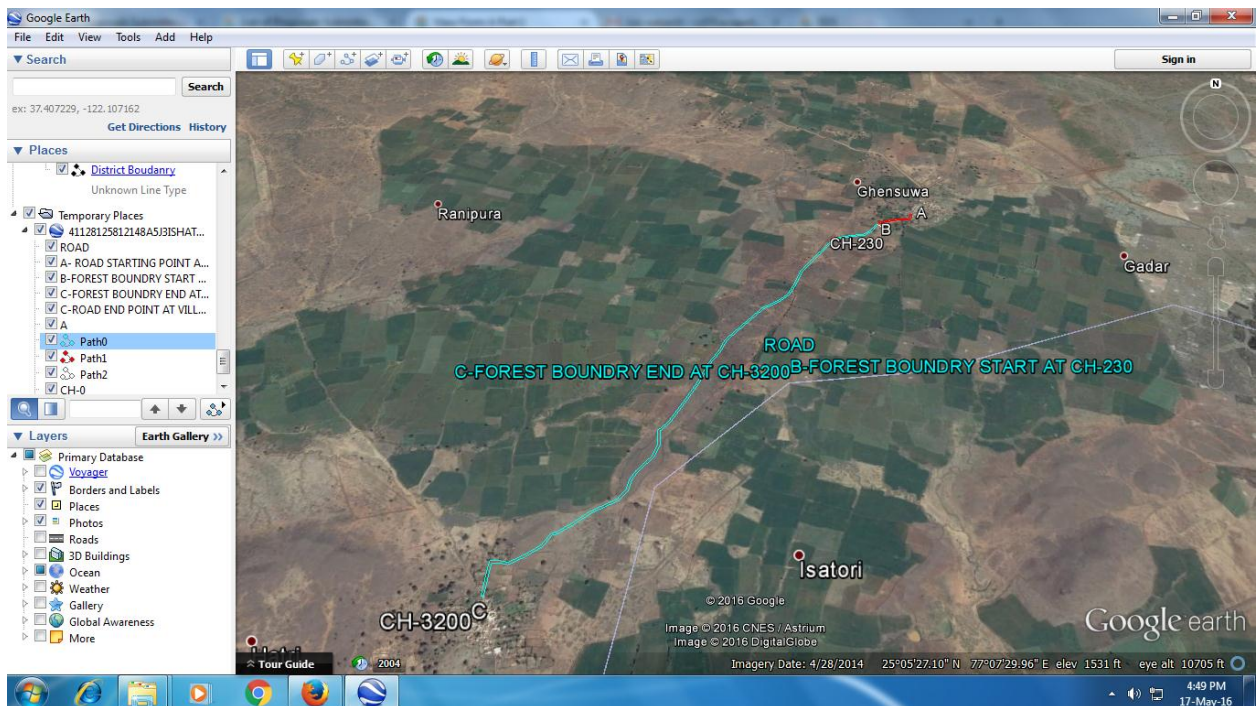 Google Earth
File Edit View Tools Add Help
▼ Search
Search
ex: 37.407229, -122.107162
Get Directions History
▼ Places
District Boudanry
Unknown Line Type
Temporary Places
41128125812148A5J3ISHAT...
ROAD
A- ROAD STARTING POINT A...
B-FOREST BOUNDRY START ...
C-FOREST BOUNDRY END AT...
C-ROAD END POINT AT VILL...
A
Path0
Path1
Path2
CH-0
▼ Layers
Earth Gallery >>
Primary Database
Voyager
Borders and Labels
Places
Photos
Roads
3D Buildings
Ocean
Weather
Gallery
Global Awareness
More
Sign in
N
Ghensuwa
Ranipura
A
B
CH-230
Gadar
ROAD
C-FOREST BOUNDRY END AT CH-3200
B-FOREST BOUNDRY START AT CH-230
Isatori
CH-3200
C
© 2016 Google
Image © 2016 CNES / Astrium
Image © 2016 DigitalGlobe
Google earth
Tour Guide
2004
Imagery Date: 4/28/2014 25°05'27.10" N 77°07'29.96" E elev 1531 ft eye alt 10705 ft
4:49 PM
17-May-16